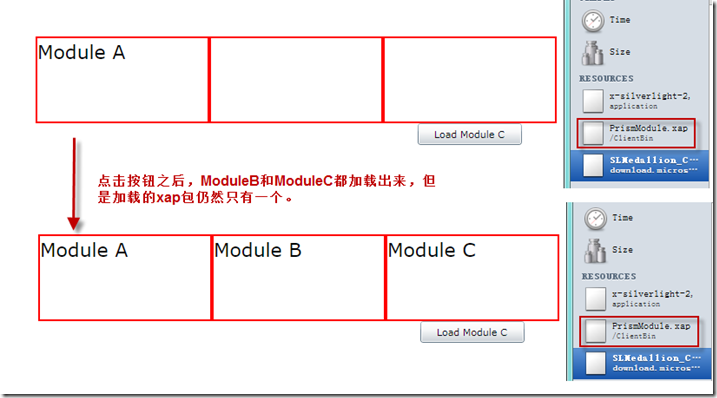 Module A
Load Module C
Time
Size
RESOURCES
x-silverlight-2,
application
PrismModule.xap
/ClientBin
SLMedallion_C…
download.micros…
点击按钮之后，ModuleB和ModuleC都加载出来，但
是加载的xap包仍然只有一个。
Module A
Module B
Module C
Load Module C
Time
Size
RESOURCES
x-silverlight-2,
application
PrismModule.xap
/ClientBin
SLMedallion_C…
download.micros…